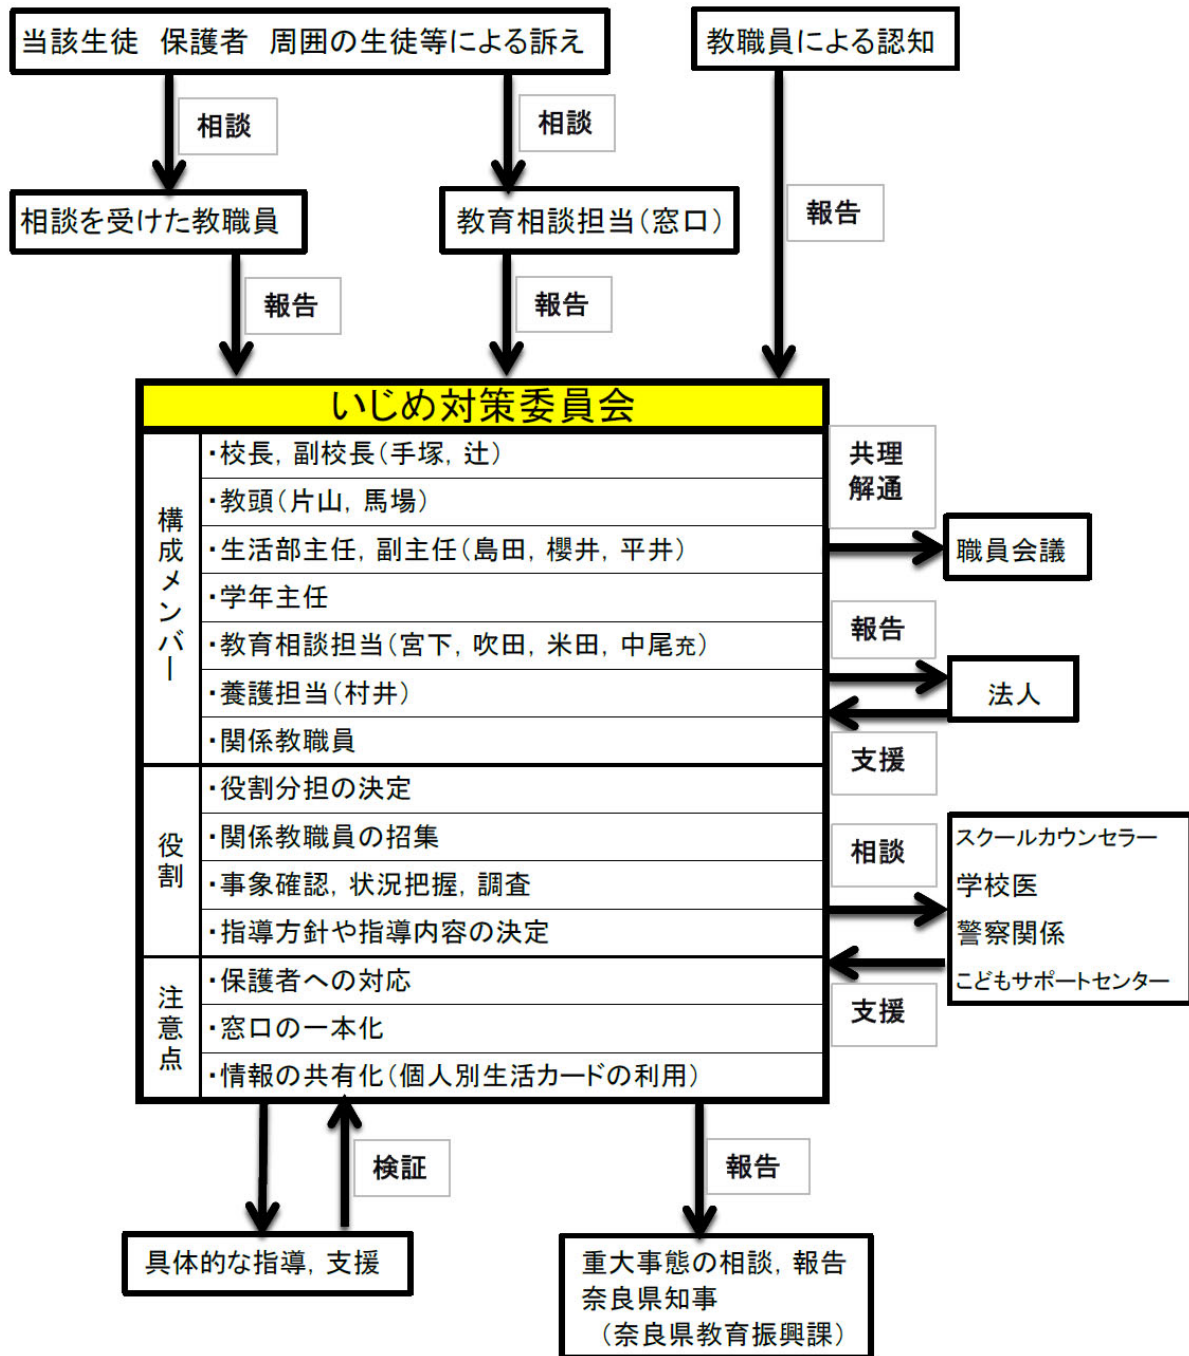 当該生徒　保護者　周囲の生徒等による訴え
教職員による認知
相談
相談
報告
相談を受けた教職員
教育相談担当(窓口)
報告
報告
いじめ対策委員会
構成メンバー
・校長, 副校長(手塚, 辻)
・教頭(片山, 馬場)
・生活部主任, 副主任(島田, 櫻井, 平井)
・学年主任
・教育相談担当(宮下, 吹田, 米田, 中尾充)
・養護担当(村井)
・関係教職員
役割
・役割分担の決定
・関係教職員の招集
・事象確認, 状況把握, 調査
・指導方針や指導内容の決定
注意点
・保護者への対応
・窓口の一本化
・情報の共有化(個人別生活カードの利用)
共理
解通
職員会議
報告
法人
支援
相談
スクールカウンセラー
学校医
警察関係
こどもサポートセンター
支援
検証
報告
具体的な指導, 支援
重大事態の相談, 報告
奈良県知事
(奈良県教育振興課)